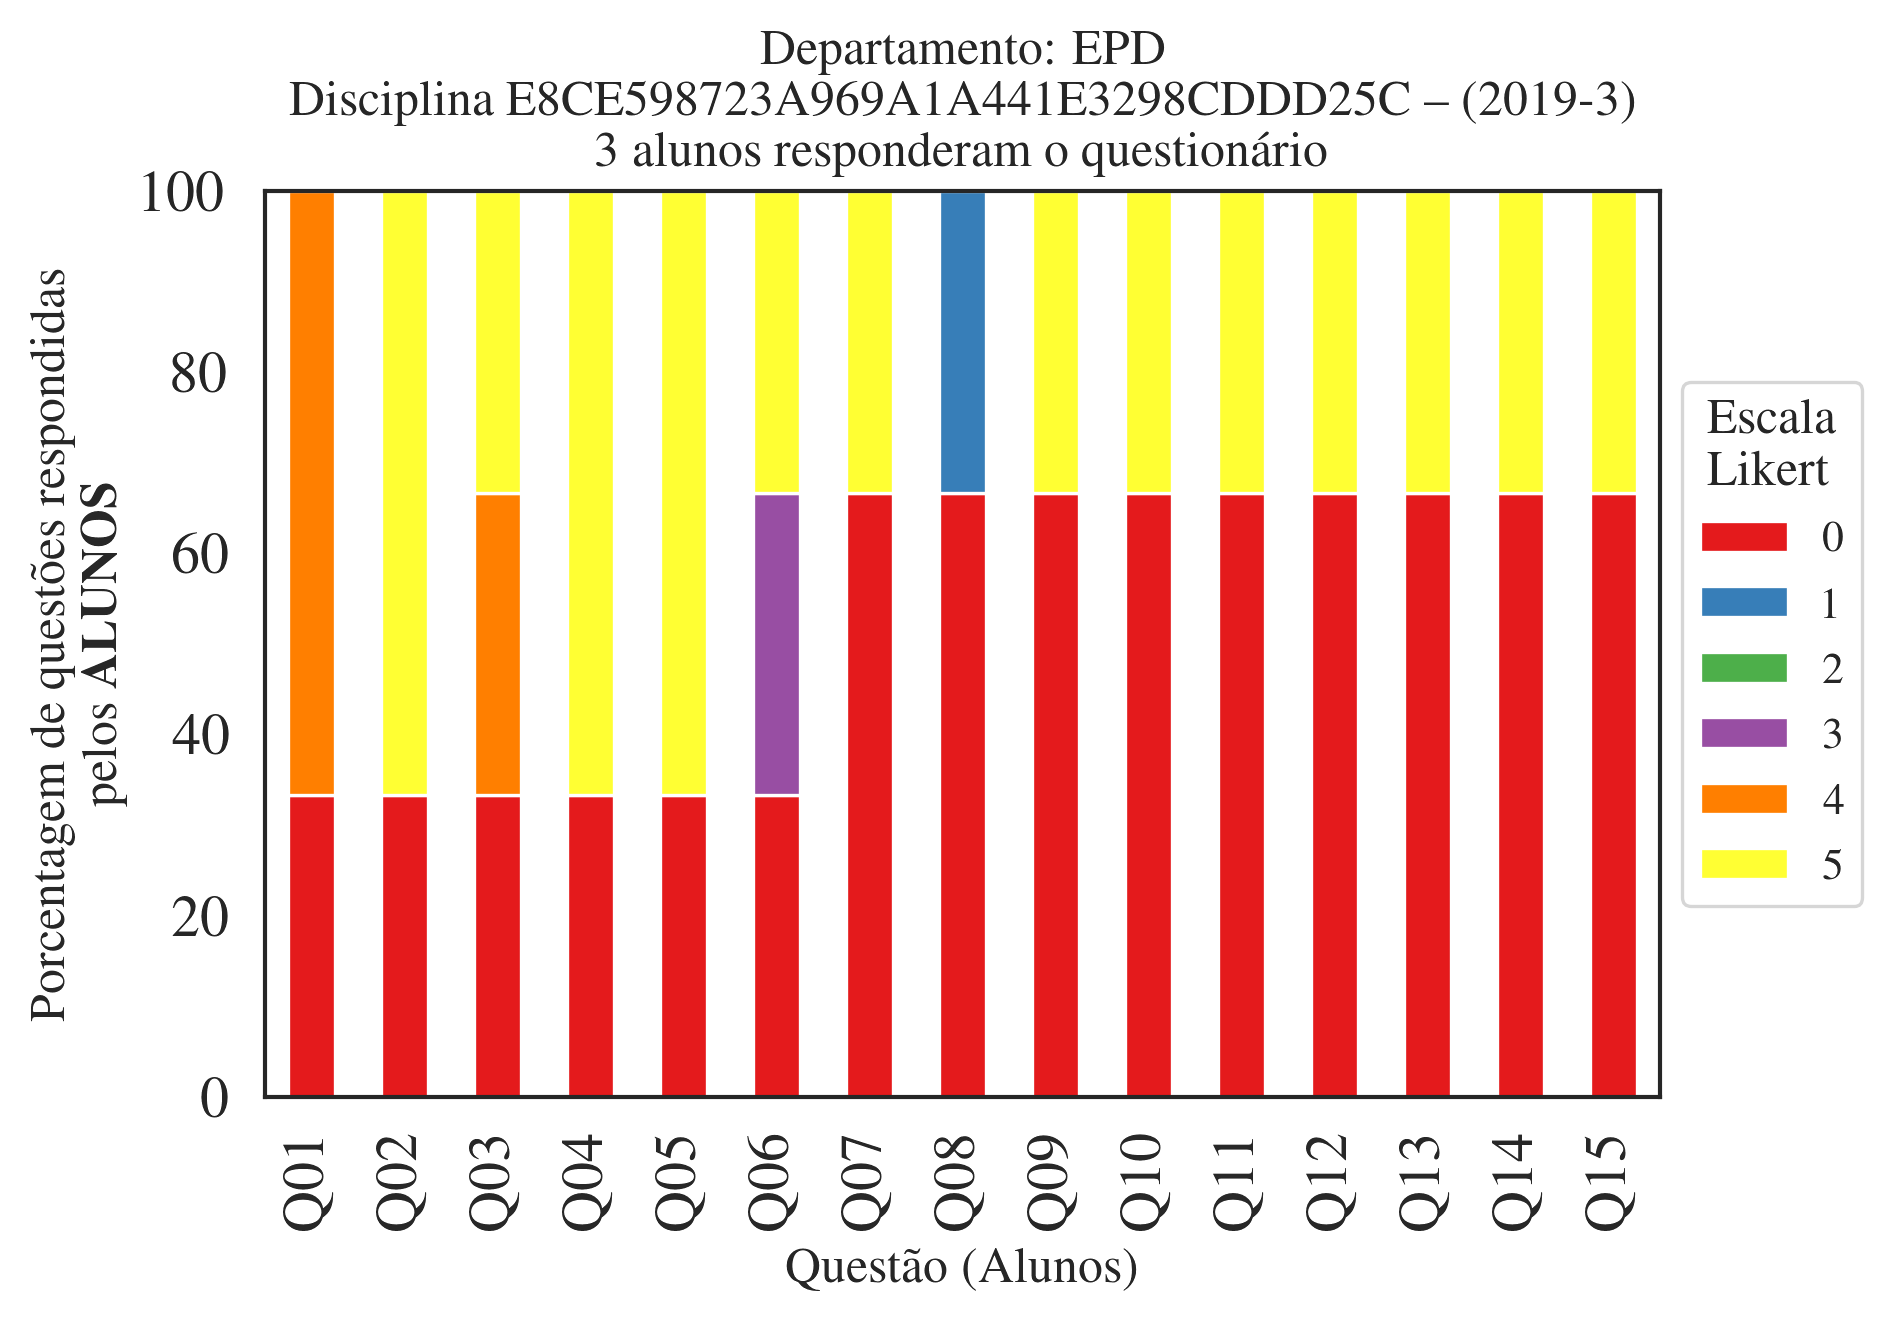 Departamento: EPD
Disciplina E8CE598723A969A1A441E3298CDDD25C – (2019-3)
3 alunos responderam o questionário
Porcentagem de questões respondidas
pelos ALUNOS
100
80
60
40
20
0
Q01 Q02 Q03 Q04 Q05 Q06 Q07 Q08 Q09 Q10 Q11 Q12 Q13 Q14 Q15
Questão (Alunos)
Escala
Likert
0
1
2
3
4
5